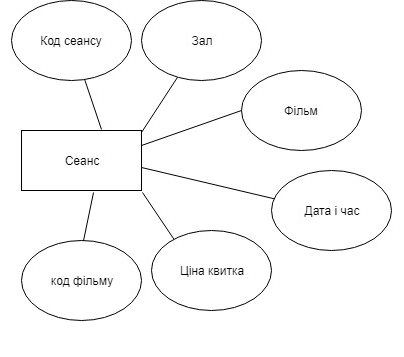 Код сеансу
Зал
Фільм
Сеанс
Дата і час
код фільму
Ціна квитка